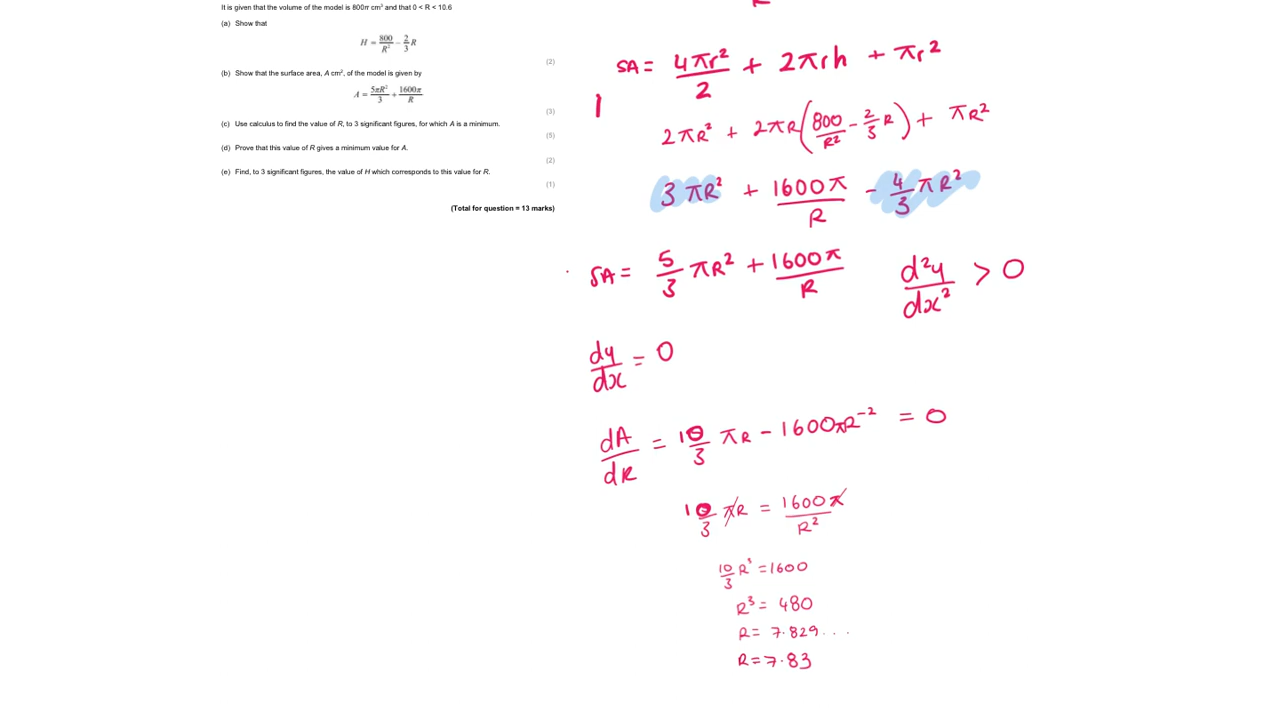 It is given that the volume of the model is 800π cm³ and that 0 < R < 10.6
(a) Show that
H = 800/R² − 2/3 R
(2)
(b) Show that the surface area, A cm², of the model is given by
A = 5πR²/3 + 1600π/R
(3)
(c) Use calculus to find the value of R, to 3 significant figures, for which A is a minimum.
(5)
(d) Prove that this value of R gives a minimum value for A.
(2)
(e) Find, to 3 significant figures, the value of H which corresponds to this value for R.
(1)
(Total for question = 13 marks)
SA = 4πr²/2 + 2πrh + πr²
2πR² + 2πR(800/R² − 2/3 R) + πR²
3πR² + 1600π/R − 4/3 πR²
SA = 5/3 πR² + 1600π/R
d²y/dx² > 0
dy/dx = 0
dA/dR = 10/3 πR − 1600πR⁻² = 0
10/3 πR = 1600π/R²
10/3 R³ = 1600
R³ = 480
R = 7.829...
R = 7.83